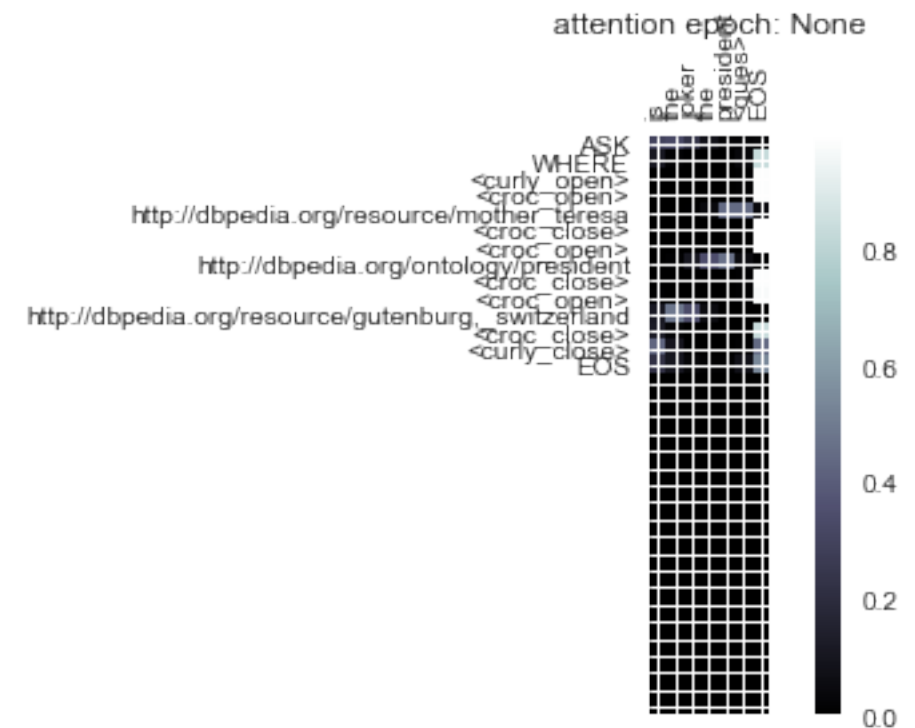 attention epoch: None
is
the
joker
the
president
<ques>
EOS
ASK
WHERE
<curly_open>
<croc_open>
http://dbpedia.org/resource/mother_teresa
<croc_close>
<croc_open>
http://dbpedia.org/ontology/president
<croc_close>
<croc_open>
http://dbpedia.org/resource/gutenburg,_switzerland
<croc_close>
<curly_close>
EOS
0.8
0.6
0.4
0.2
0.0